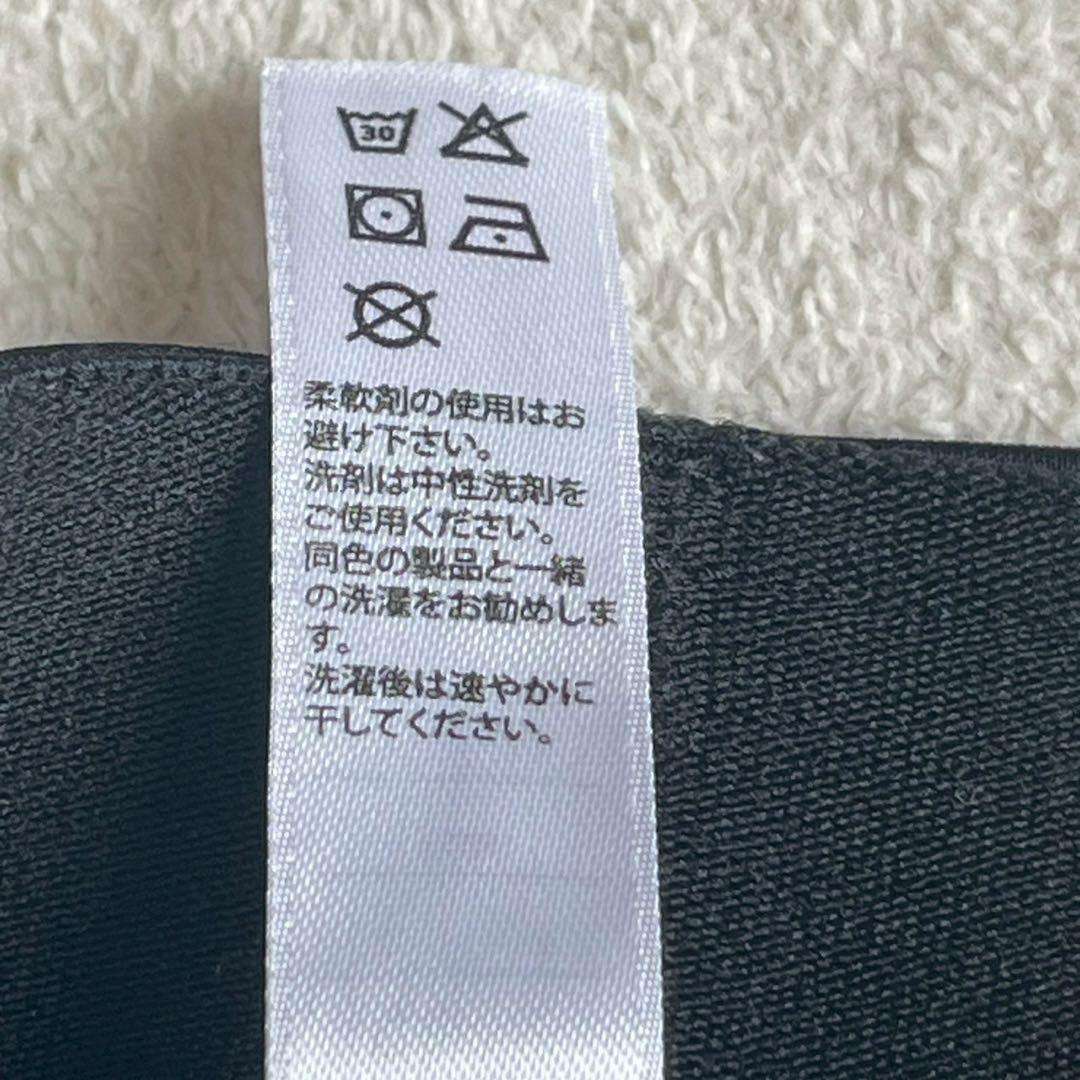 30
柔軟剤の使用はお
避け下さい。
洗剤は中性洗剤を
ご使用ください。
同色の製品と一緒
の洗濯をお勧めしま
す。
洗濯後は速やかに
干してください。